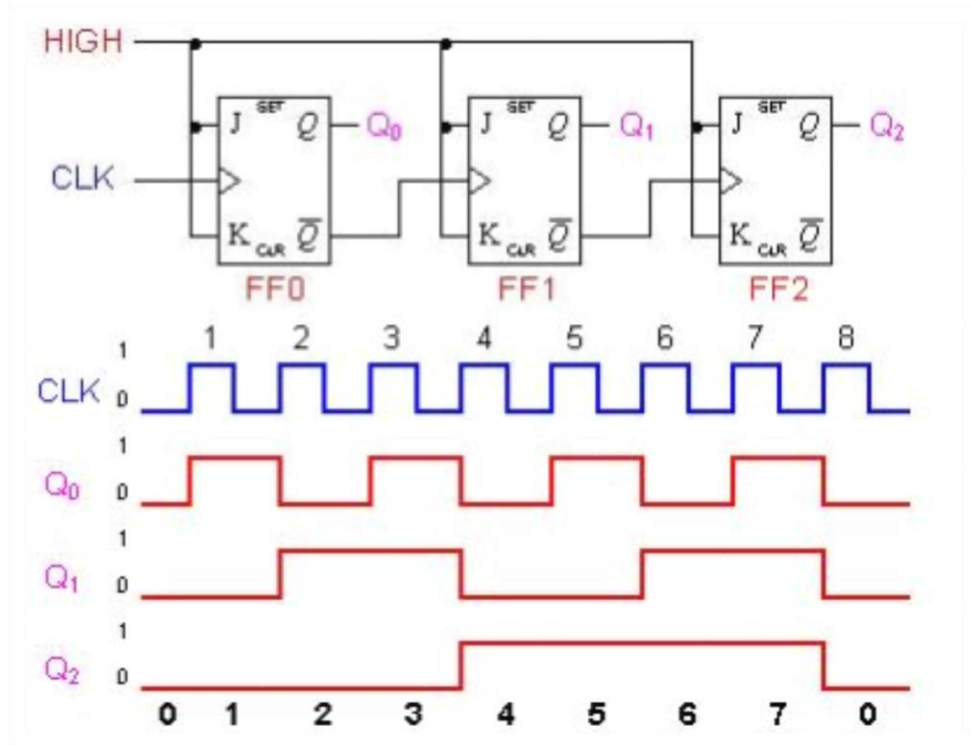 HIGH
SET SET SET
J Q Q₀ J Q Q₁ J Q Q₂
CLK
K CLR Q̅ K CLR Q̅ K CLR Q̅
FF0 FF1 FF2
1 2 3 4 5 6 7 8
1
CLK
0
1
Q₀
0
1
Q₁
0
1
Q₂
0
0 1 2 3 4 5 6 7 0